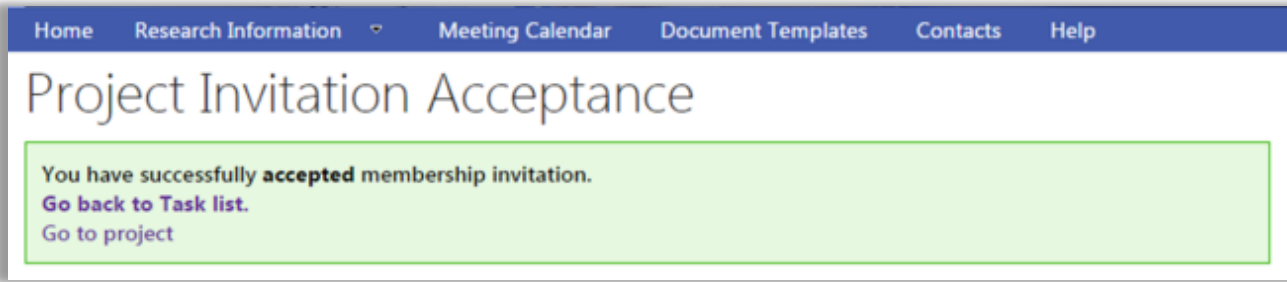 Home Research Information Meeting Calendar Document Templates Contacts Help
Project Invitation Acceptance
You have successfully accepted membership invitation.
Go back to Task list.
Go to project